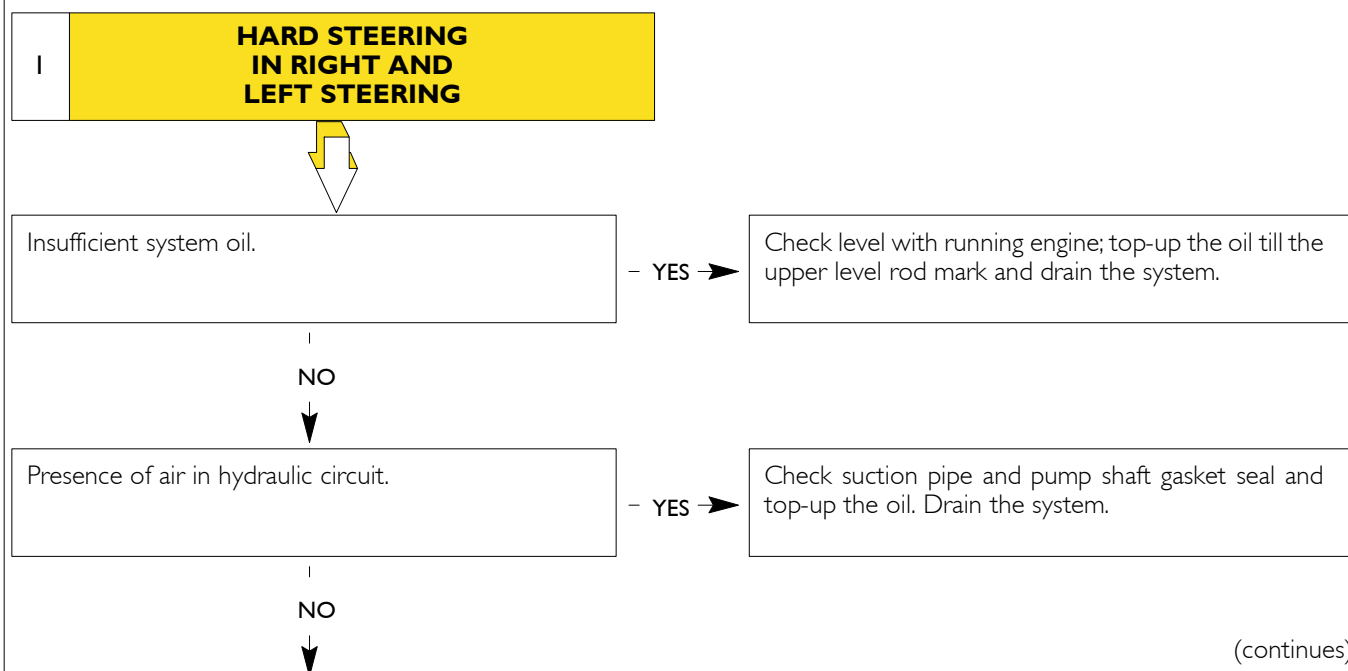 1
HARD STEERING
IN RIGHT AND
LEFT STEERING
Insufficient system oil.
YES
Check level with running engine; top-up the oil till the
upper level rod mark and drain the system.
NO
Presence of air in hydraulic circuit.
YES
Check suction pipe and pump shaft gasket seal and
top-up the oil. Drain the system.
NO
(continues)